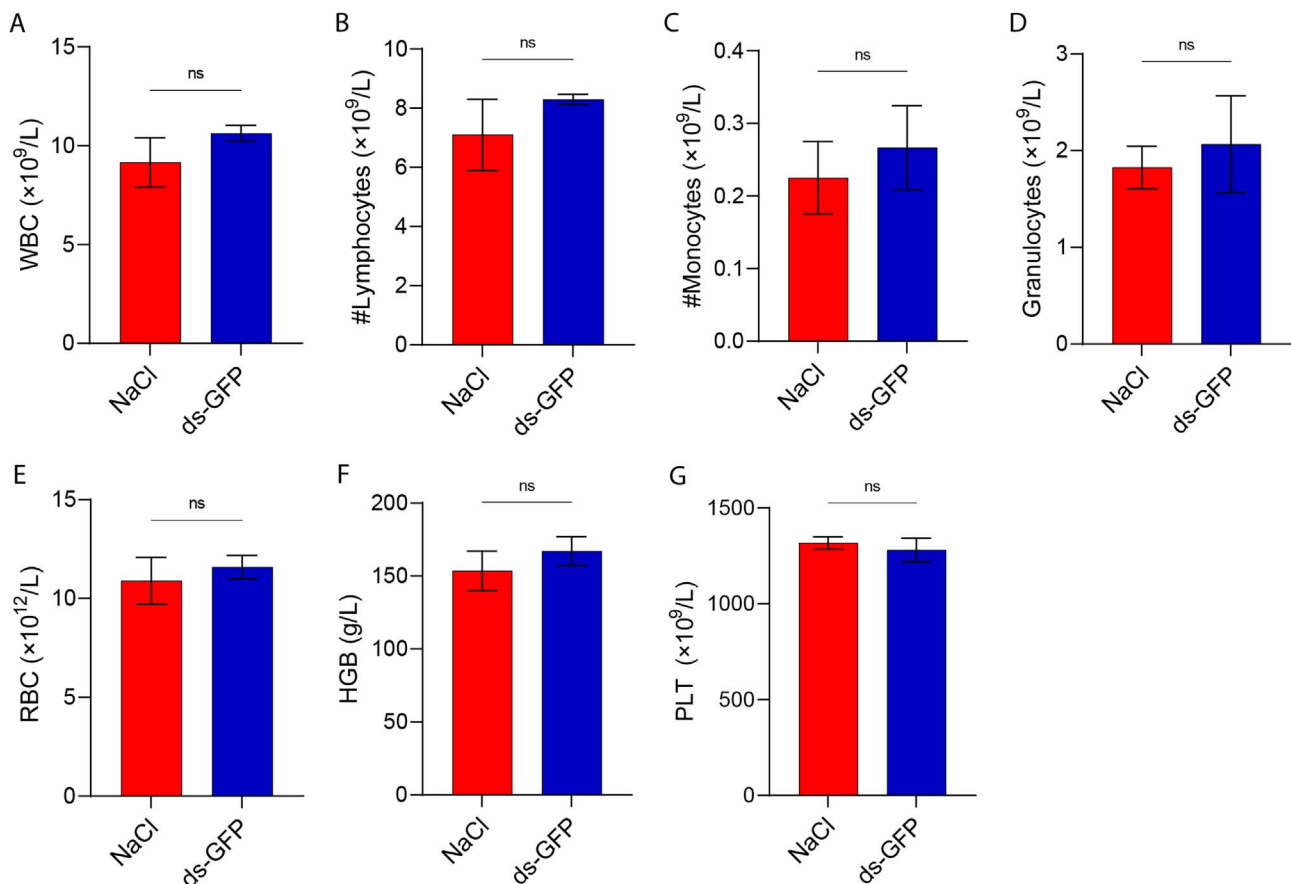 A
WBC (×10⁹/L)
15
10
5
0
ns
NaCl
ds-GFP
B
#Lymphocytes (×10⁹/L)
10
8
6
4
2
0
ns
NaCl
ds-GFP
C
#Monocytes (×10⁹/L)
0.4
0.3
0.2
0.1
0.0
ns
NaCl
ds-GFP
D
Granulocytes (×10⁹/L)
3
2
1
0
ns
NaCl
ds-GFP
E
RBC (×10¹²/L)
15
10
5
0
ns
NaCl
ds-GFP
F
HGB (g/L)
200
150
100
50
0
ns
NaCl
ds-GFP
G
PLT (×10⁹/L)
1500
1000
500
0
ns
NaCl
ds-GFP